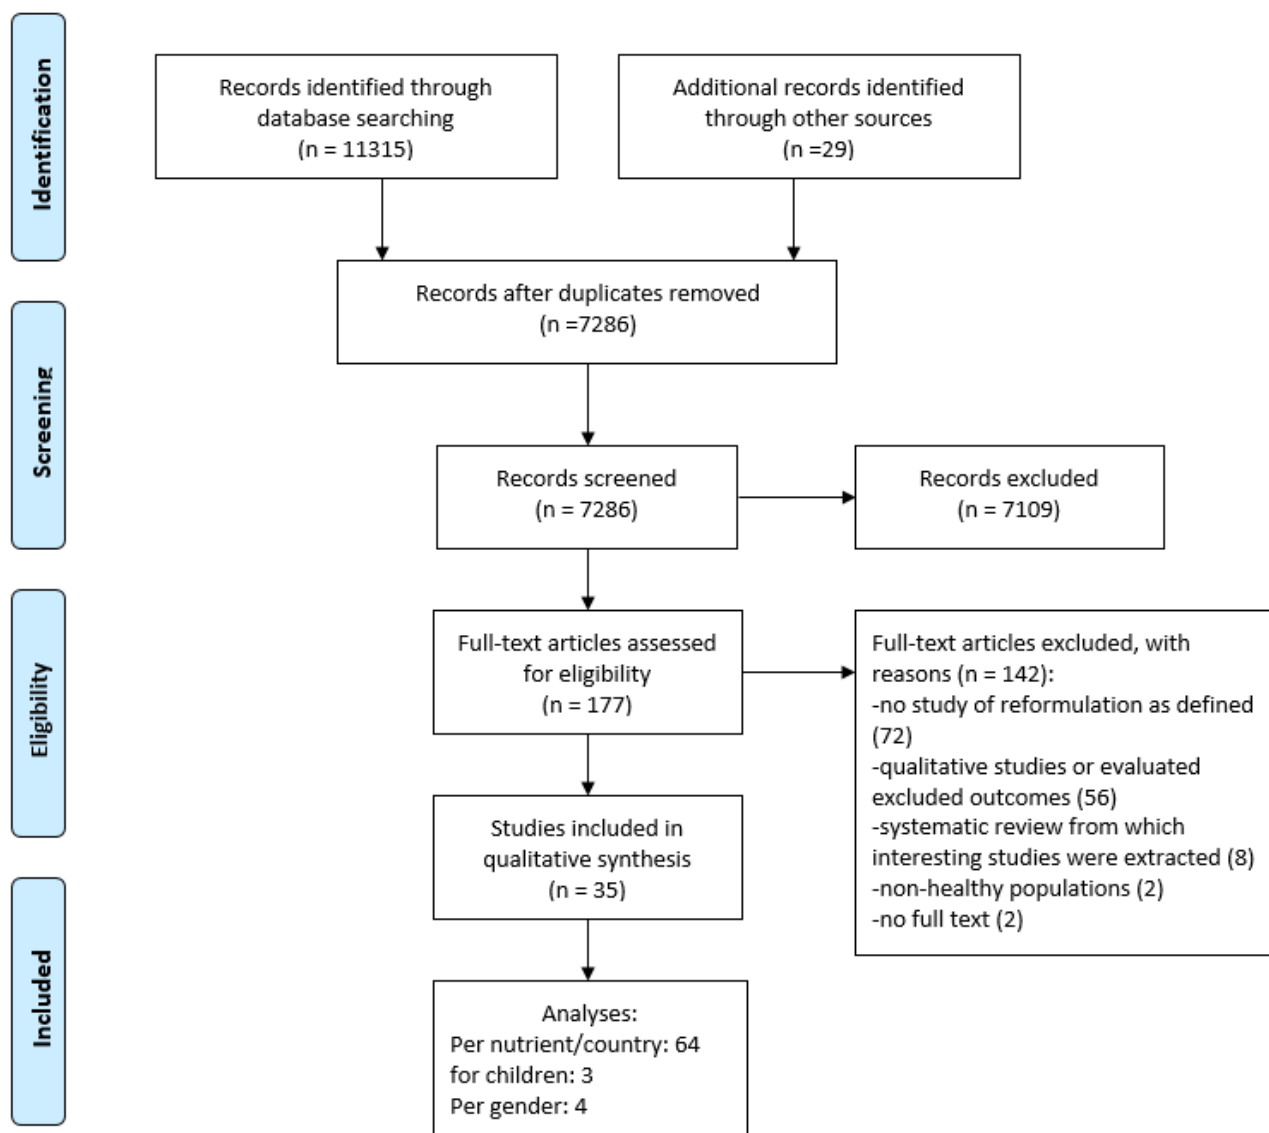 Identification
Records identified through
database searching
(n = 11315)
Additional records identified
through other sources
(n =29)
Records after duplicates removed
(n =7286)
Screening
Records screened
(n = 7286)
Records excluded
(n = 7109)
Eligibility
Full-text articles assessed
for eligibility
(n = 177)
Full-text articles excluded, with
reasons (n = 142):
-no study of reformulation as defined
(72)
-qualitative studies or evaluated
excluded outcomes (56)
-systematic review from which
interesting studies were extracted (8)
-non-healthy populations (2)
-no full text (2)
Studies included in
qualitative synthesis
(n = 35)
Included
Analyses:
Per nutrient/country: 64
for children: 3
Per gender: 4